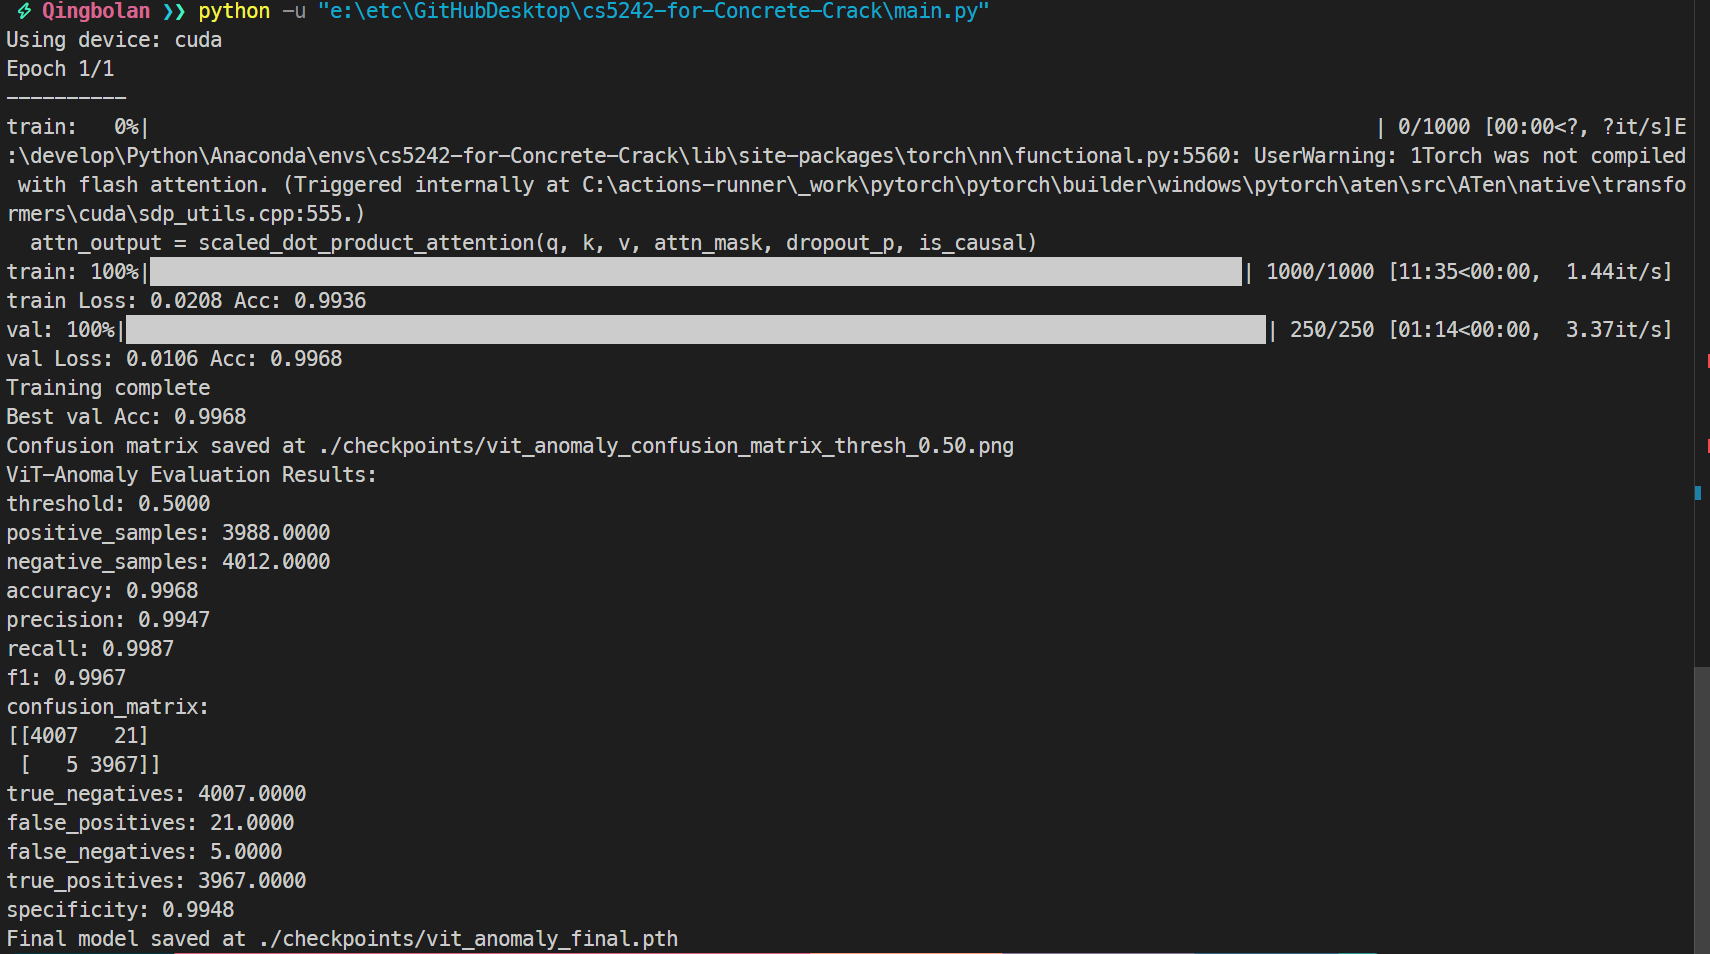 ⚡ Qingbolan ❯❯ python -u "e:\etc\GitHubDesktop\cs5242-for-Concrete-Crack\main.py"
Using device: cuda
Epoch 1/1
----------
train:   0%|                    | 0/1000 [00:00<?, ?it/s]E
:\develop\Python\Anaconda\envs\cs5242-for-Concrete-Crack\lib\site-packages\torch\nn\functional.py:5560: UserWarning: 1Torch was not compiled
 with flash attention. (Triggered internally at C:\actions-runner\_work\pytorch\pytorch\builder\windows\pytorch\aten\src\ATen\native\transfo
rmers\cuda\sdp_utils.cpp:555.)
  attn_output = scaled_dot_product_attention(q, k, v, attn_mask, dropout_p, is_causal)
train: 100%|████████████████████| 1000/1000 [11:35<00:00,  1.44it/s]
train Loss: 0.0208 Acc: 0.9936
val: 100%|████████████████████| 250/250 [01:14<00:00,  3.37it/s]
val Loss: 0.0106 Acc: 0.9968
Training complete
Best val Acc: 0.9968
Confusion matrix saved at ./checkpoints/vit_anomaly_confusion_matrix_thresh_0.50.png
ViT-Anomaly Evaluation Results:
threshold: 0.5000
positive_samples: 3988.0000
negative_samples: 4012.0000
accuracy: 0.9968
precision: 0.9947
recall: 0.9987
f1: 0.9967
confusion_matrix:
[[4007   21]
 [   5 3967]]
true_negatives: 4007.0000
false_positives: 21.0000
false_negatives: 5.0000
true_positives: 3967.0000
specificity: 0.9948
Final model saved at ./checkpoints/vit_anomaly_final.pth